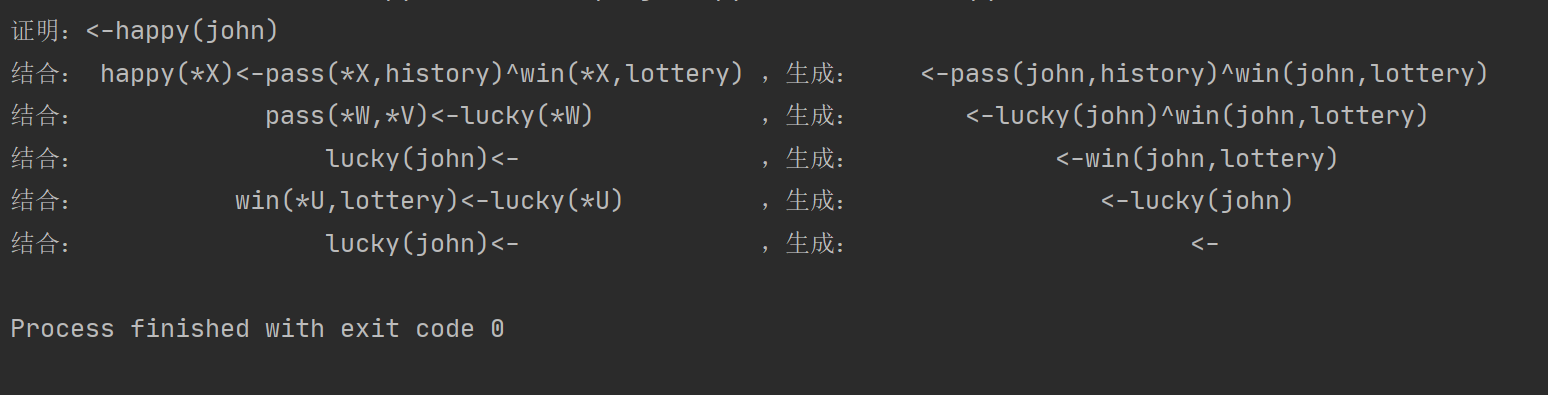 证明：<-happy(john)
结合： happy(*X)<-pass(*X,history)^win(*X,lottery) ，生成： <-pass(john,history)^win(john,lottery)
结合： pass(*W,*V)<-lucky(*W) ，生成： <-lucky(john)^win(john,lottery)
结合： lucky(john)<- ，生成： <-win(john,lottery)
结合： win(*U,lottery)<-lucky(*U) ，生成： <-lucky(john)
结合： lucky(john)<- ，生成： <-
Process finished with exit code 0